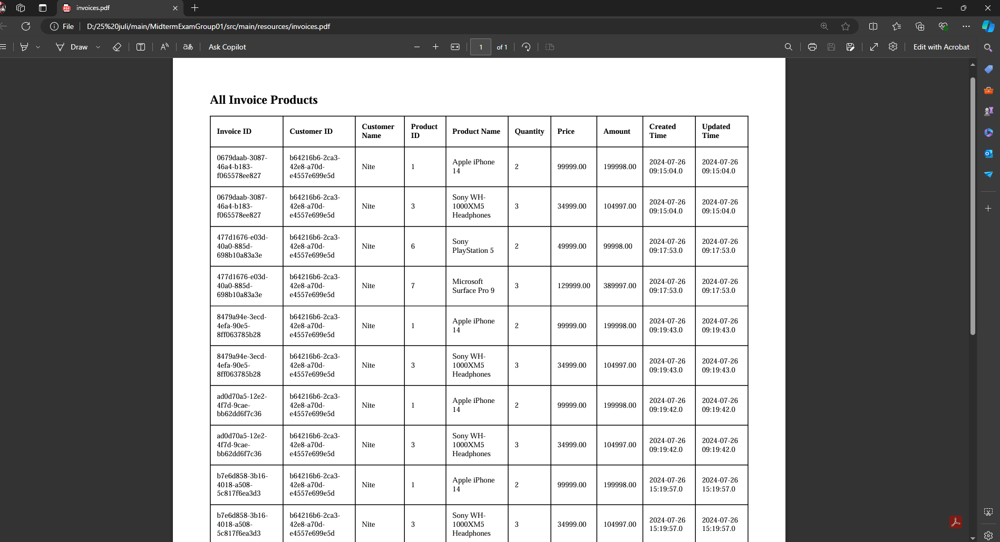 invoices.pdf
File
D:/25%20juli/main/MidtermExamGroup01/src/main/resources/invoices.pdf
Draw
T
A
aあ
Ask Copilot
1
of 1
Edit with Acrobat
All Invoice Products
Invoice ID
Customer ID
Customer
Name
Product
ID
Product Name
Quantity
Price
Amount
Created
Time
Updated
Time
0679daab-3087-
46a4-b183-
f065578ee827
b64216b6-2ca3-
42e8-a70d-
e4557e699e5d
Nite
1
Apple iPhone
14
2
99999.00
199998.00
2024-07-26
09:15:04.0
2024-07-26
09:15:04.0
0679daab-3087-
46a4-b183-
f065578ee827
b64216b6-2ca3-
42e8-a70d-
e4557e699e5d
Nite
3
Sony WH-
1000XM5
Headphones
3
34999.00
104997.00
2024-07-26
09:15:04.0
2024-07-26
09:15:04.0
477d1676-e03d-
40a0-885d-
698b10a83a3e
b64216b6-2ca3-
42e8-a70d-
e4557e699e5d
Nite
6
Sony
PlayStation 5
2
49999.00
99998.00
2024-07-26
09:17:53.0
2024-07-26
09:17:53.0
477d1676-e03d-
40a0-885d-
698b10a83a3e
b64216b6-2ca3-
42e8-a70d-
e4557e699e5d
Nite
7
Microsoft
Surface Pro 9
3
129999.00
389997.00
2024-07-26
09:17:53.0
2024-07-26
09:17:53.0
8479a94e-3ecd-
4efa-90e5-
8ff063785b28
b64216b6-2ca3-
42e8-a70d-
e4557e699e5d
Nite
1
Apple iPhone
14
2
99999.00
199998.00
2024-07-26
09:19:43.0
2024-07-26
09:19:43.0
8479a94e-3ecd-
4efa-90e5-
8ff063785b28
b64216b6-2ca3-
42e8-a70d-
e4557e699e5d
Nite
3
Sony WH-
1000XM5
Headphones
3
34999.00
104997.00
2024-07-26
09:19:43.0
2024-07-26
09:19:43.0
ad0d70a5-12e2-
4f7d-9cae-
bb62dd6f7c36
b64216b6-2ca3-
42e8-a70d-
e4557e699e5d
Nite
1
Apple iPhone
14
2
99999.00
199998.00
2024-07-26
09:19:42.0
2024-07-26
09:19:42.0
ad0d70a5-12e2-
4f7d-9cae-
bb62dd6f7c36
b64216b6-2ca3-
42e8-a70d-
e4557e699e5d
Nite
3
Sony WH-
1000XM5
Headphones
3
34999.00
104997.00
2024-07-26
09:19:42.0
2024-07-26
09:19:42.0
b7e6d858-3b16-
4018-a508-
5c817f6ea3d3
b64216b6-2ca3-
42e8-a70d-
e4557e699e5d
Nite
1
Apple iPhone
14
2
99999.00
199998.00
2024-07-26
15:19:57.0
2024-07-26
15:19:57.0
b7e6d858-3b16-
4018-a508-
5c817f6ea3d3
b64216b6-2ca3-
42e8-a70d-
e4557e699e5d
Nite
3
Sony WH-
1000XM5
Headphones
3
34999.00
104997.00
2024-07-26
15:19:57.0
2024-07-26
15:19:57.0